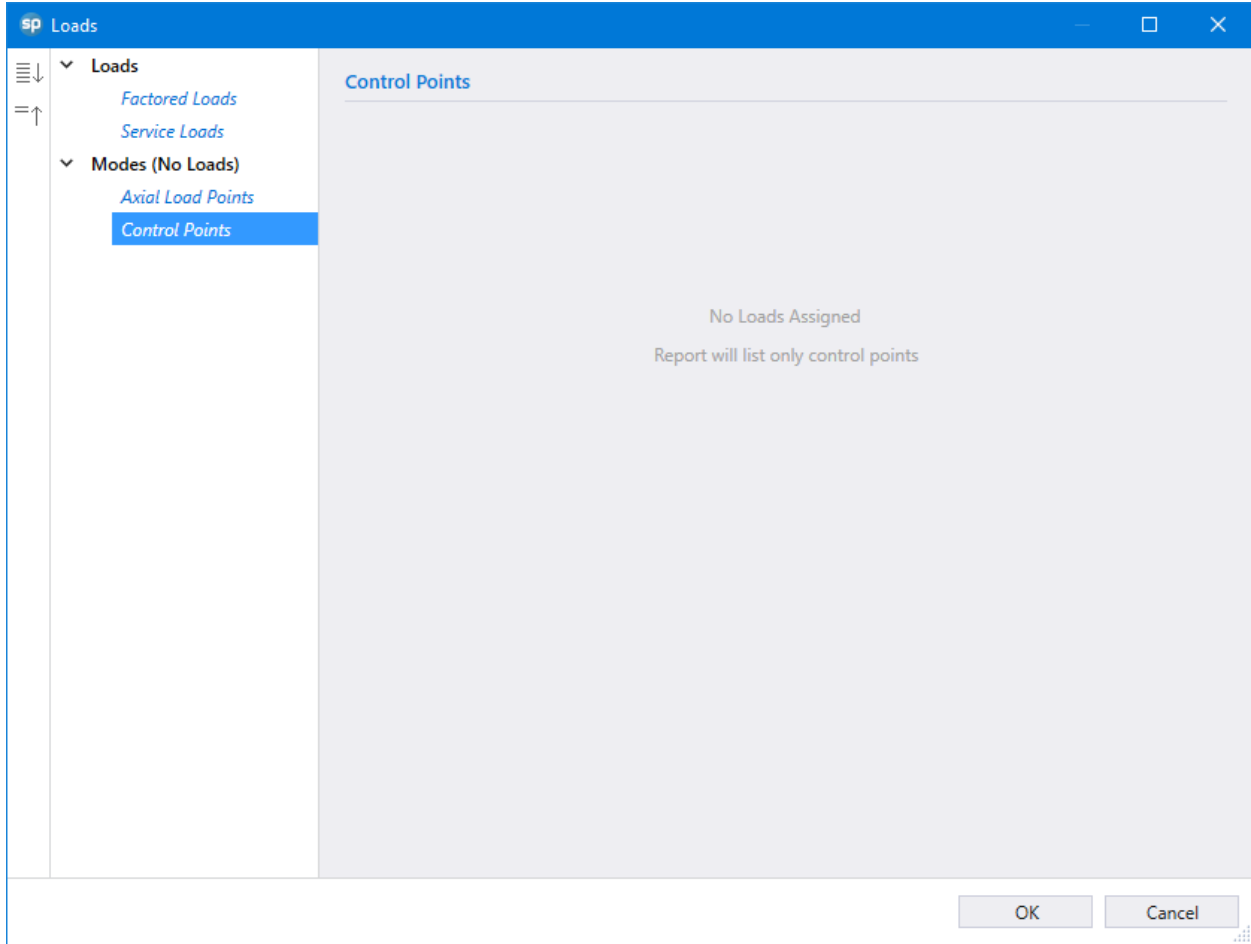 sp Loads
Loads
Factored Loads
Service Loads
Modes (No Loads)
Axial Load Points
Control Points
Control Points
No Loads Assigned
Report will list only control points
OK Cancel